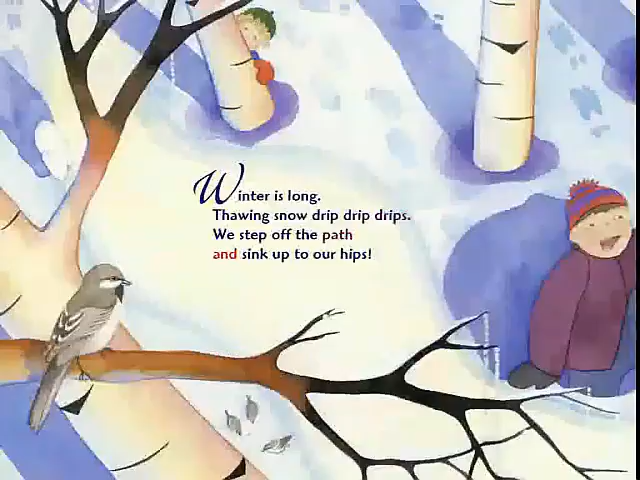 Winter is long.
Thawing snow drip drip drips.
We step off the path
and sink up to our hips!